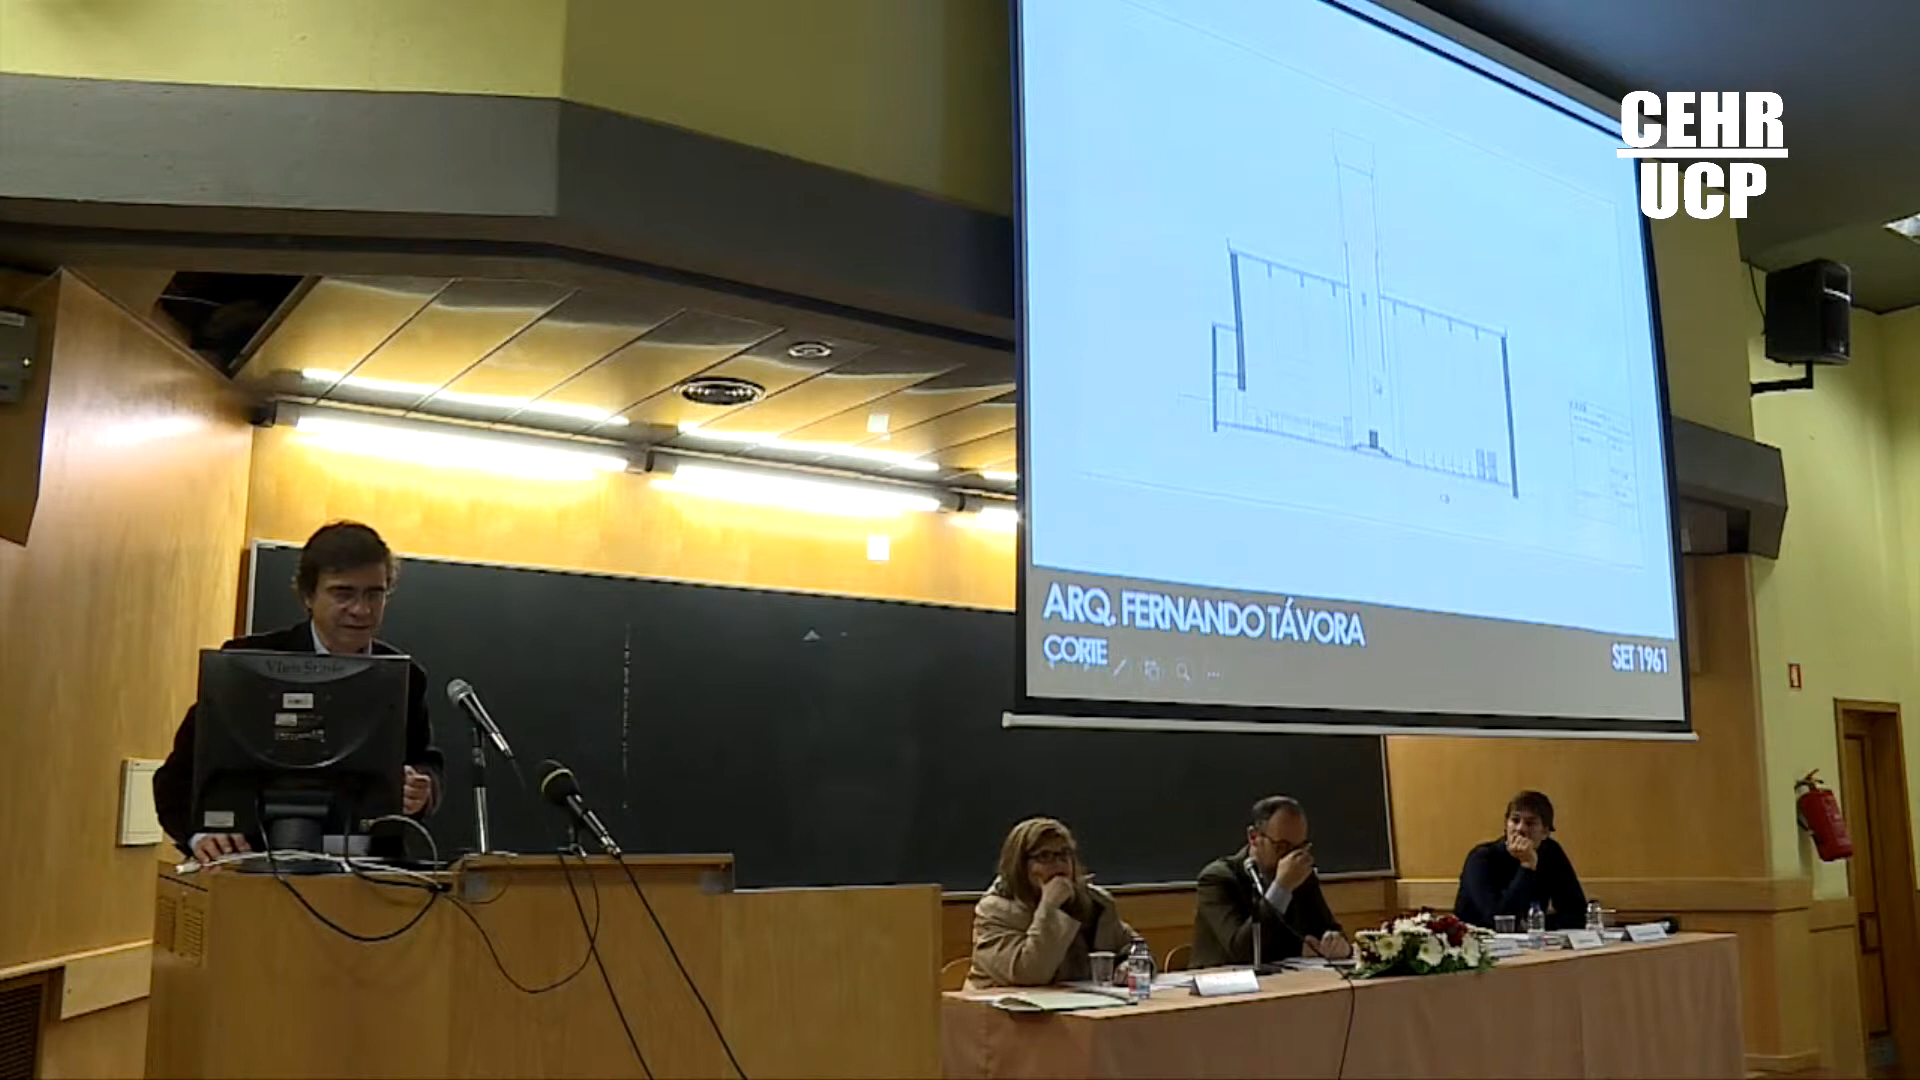 CEHR
UCP
ARQ. FERNANDO TÁVORA
CORTE
SET 1961
ViewSonic